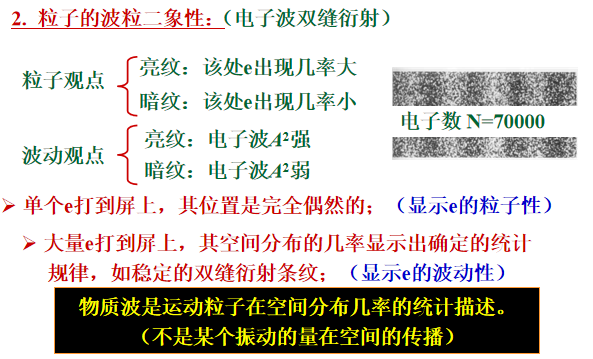 2. 粒子的波粒二象性：（电子波双缝衍射）
粒子观点
亮纹：该处e出现几率大
暗纹：该处e出现几率小
电子数 N=70000
波动观点
亮纹：电子波A²强
暗纹：电子波A²弱
➢ 单个e打到屏上，其位置是完全偶然的；（显示e的粒子性）
➢ 大量e打到屏上，其空间分布的几率显示出确定的统计
规律，如稳定的双缝衍射条纹；（显示e的波动性）
物质波是运动粒子在空间分布几率的统计描述。
（不是某个振动的量在空间的传播）